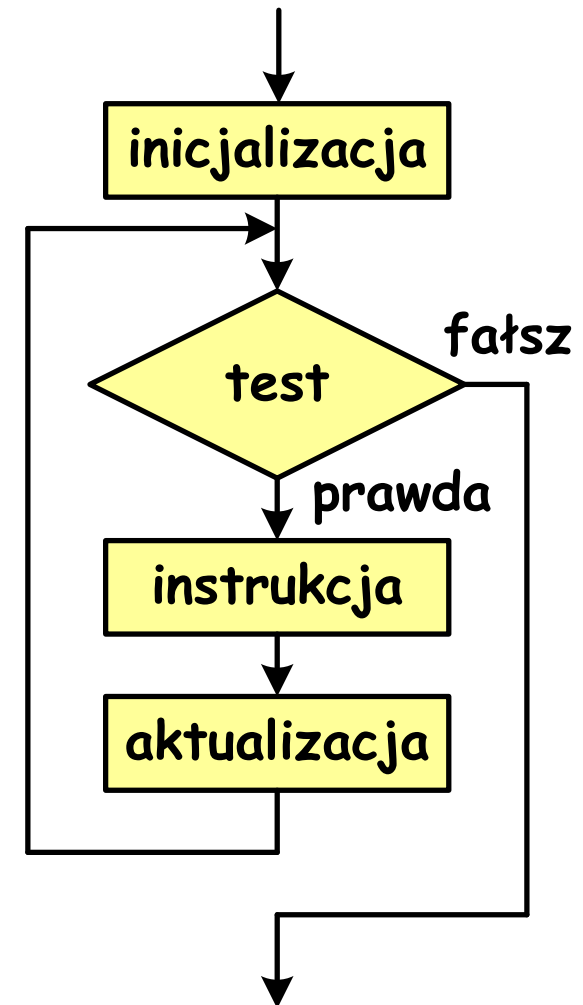 inicjalizacja
fałsz
test
prawda
instrukcja
aktualizacja